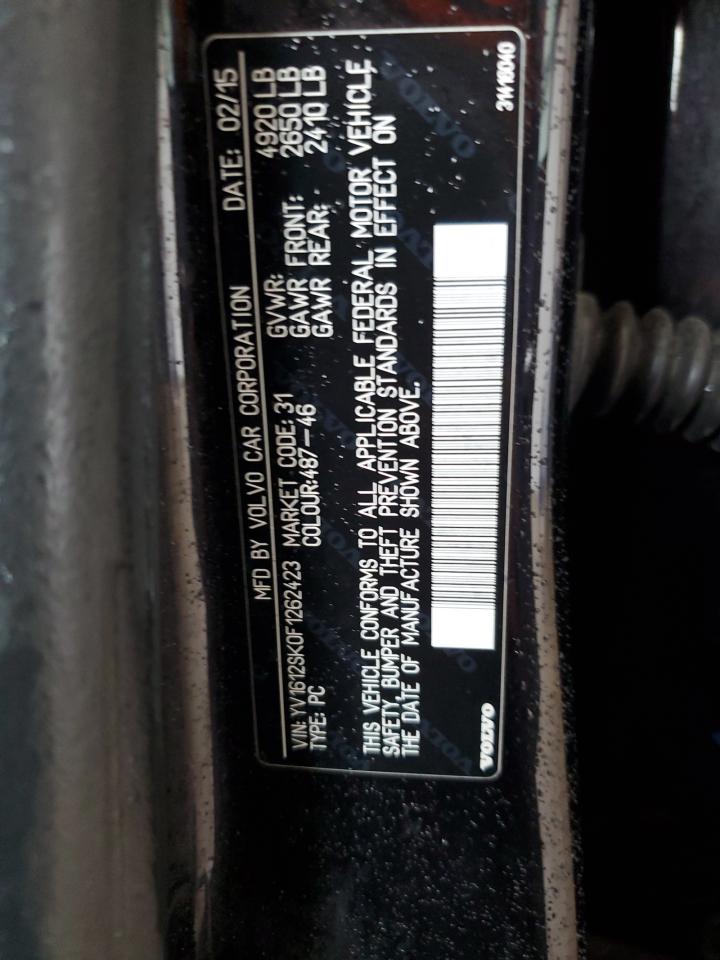 MFD BY VOLVO CAR CORPORATION DATE: 02/15
VIN: YV1612SK0F1262423 MARKET CODE: 31 GVWR: 4920 LB
TYPE: PC COLOUR:487-46 GAWR FRONT: 2650 LB
GAWR REAR: 2410 LB
THIS VEHICLE CONFORMS TO ALL APPLICABLE FEDERAL MOTOR VEHICLE
SAFETY, BUMPER AND THEFT PREVENTION STANDARDS IN EFFECT ON
THE DATE OF MANUFACTURE SHOWN ABOVE.
VOLVO 31418040